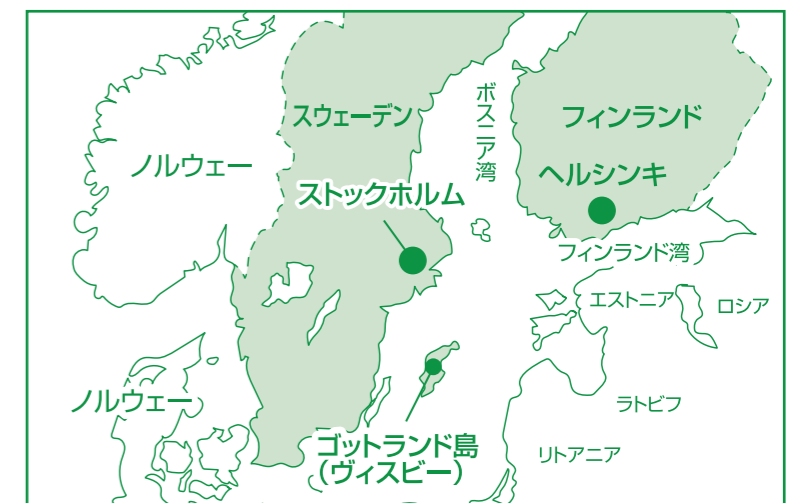 スウェーデン
ボスニア湾
フィンランド
ノルウェー
ヘルシンキ
ストックホルム
フィンランド湾
エストニア
ロシア
ノルウェー
ラトビフ
ゴットランド島
(ヴィスビー)
リトアニア